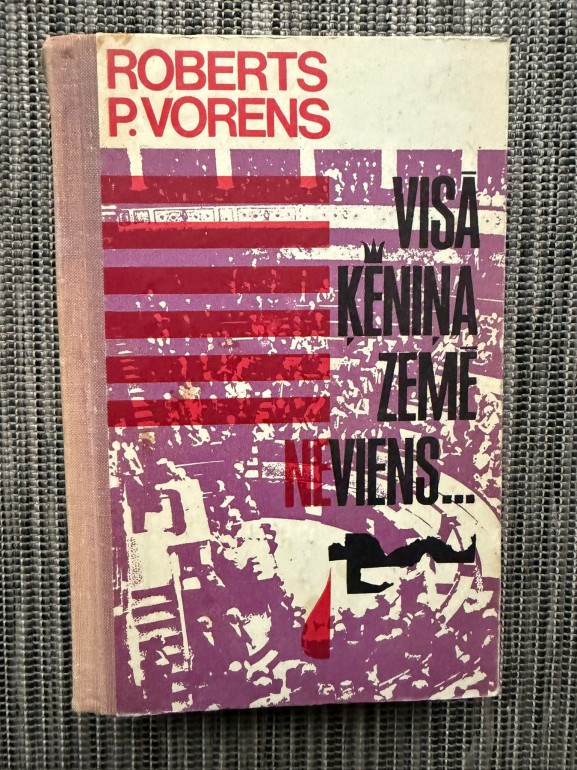 ROBERTS
P.VORENS
VISĀ
ĶĒNIŅA
ZEMĒ
NEVIENS...